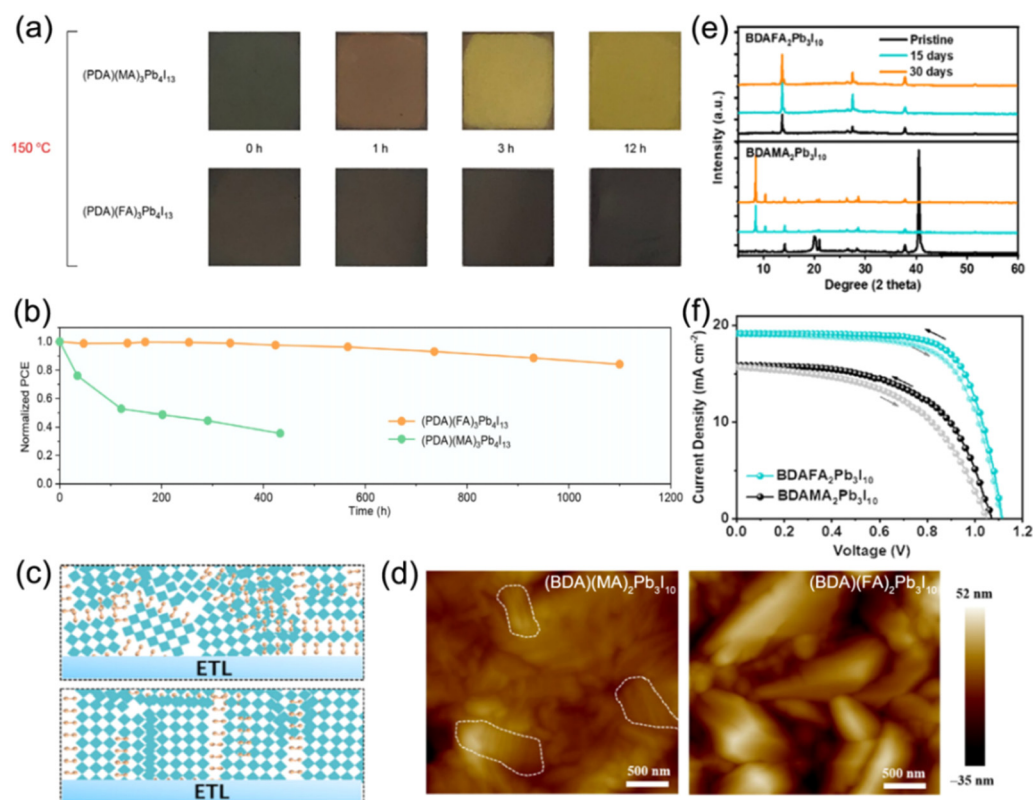 (a)
(PDA)(MA)₃Pb₄I₁₃
150 °C
0 h
1 h
3 h
12 h
(PDA)(FA)₃Pb₄I₁₃
(e)
BDAFA₂Pb₃I₁₀
Pristine
15 days
30 days
BDAMA₂Pb₃I₁₀
Intensity (a.u.)
10
20
30
40
50
60
Degree (2 theta)
(b)
Normalized PCE
1.0
0.8
0.6
0.4
0.2
0.0
(PDA)(FA)₃Pb₄I₁₃
(PDA)(MA)₃Pb₄I₁₃
0
200
400
600
800
1000
1200
Time (h)
(f)
Current Density (mA cm⁻²)
20
10
0
BDAFA₂Pb₃I₁₀
BDAMA₂Pb₃I₁₀
0.0
0.2
0.4
0.6
0.8
1.0
1.2
Voltage (V)
(c)
ETL
ETL
(d)
(BDA)(MA)₂Pb₃I₁₀
500 nm
(BDA)(FA)₂Pb₃I₁₀
500 nm
52 nm
−35 nm